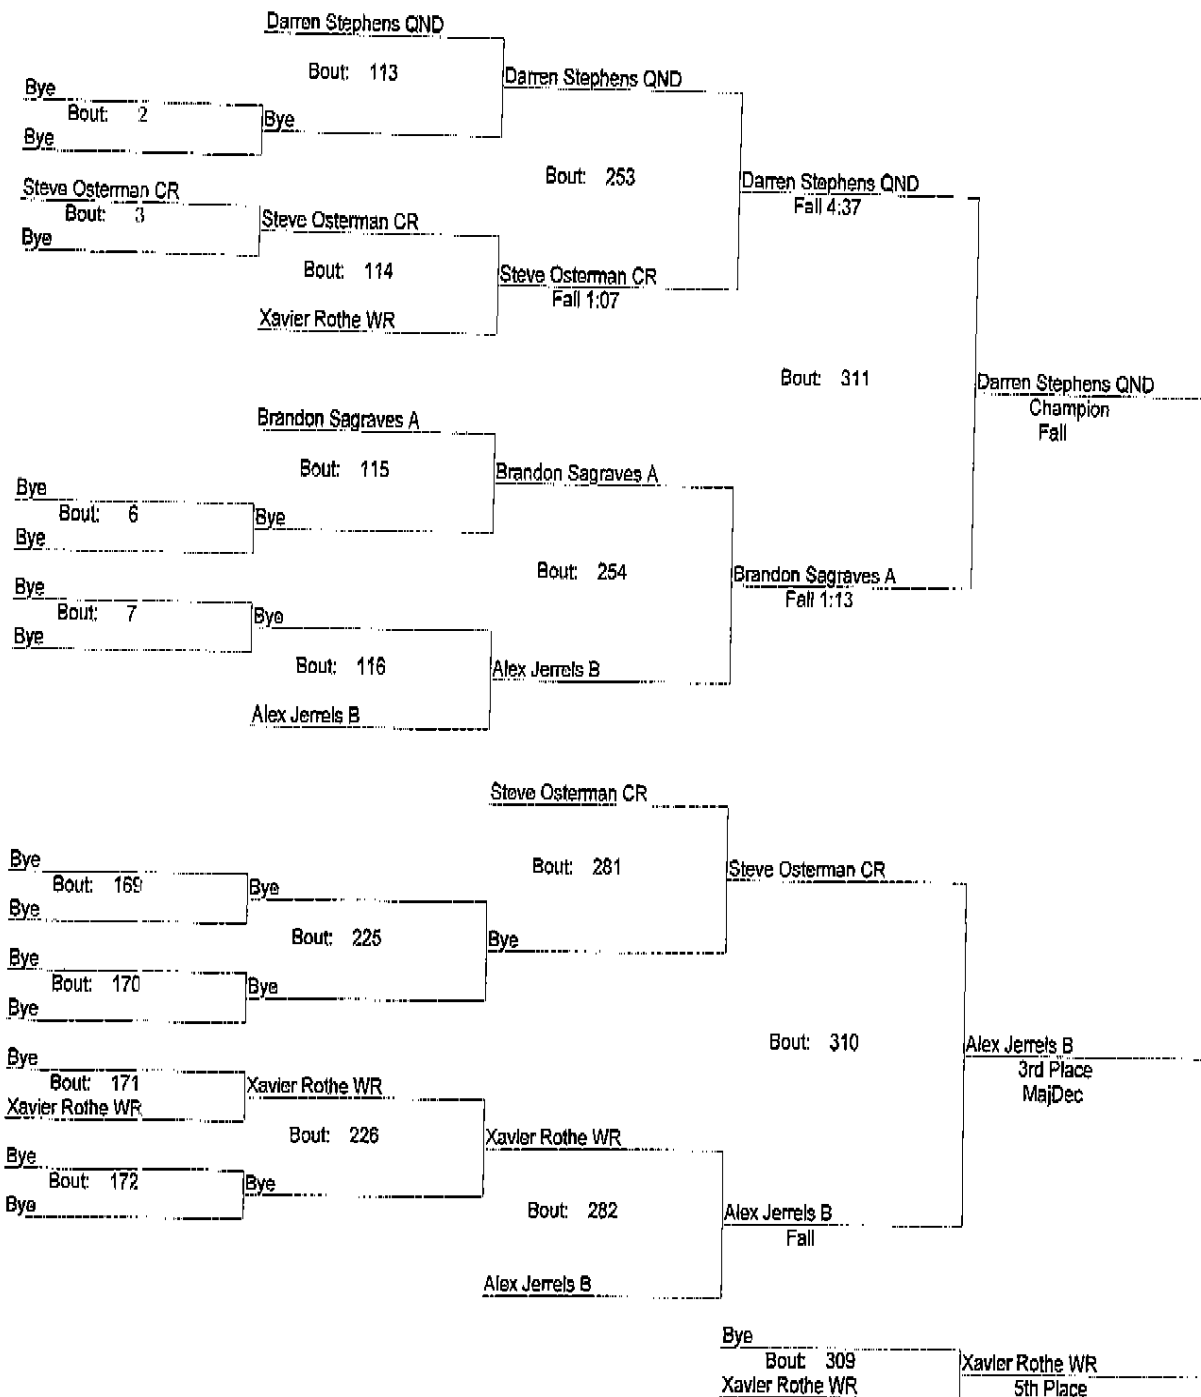 Darren Stephens QND
Bout: 113
Darren Stephens QND
Bye
Bout: 2
Bye
Bye
Bout: 253
Darren Stephens QND
Fall 4:37
Steve Osterman CR
Bout: 3
Bye
Steve Osterman CR
Bout: 114
Steve Osterman CR
Fall 1:07
Xavier Rothe WR
Bout: 311
Darren Stephens QND
Champion
Fall
Brandon Sagraves A
Bout: 115
Brandon Sagraves A
Bye
Bout: 6
Bye
Bye
Bout: 254
Brandon Sagraves A
Fall 1:13
Bye
Bout: 7
Bye
Bye
Bout: 116
Alex Jerrels B
Alex Jerrels B
Steve Osterman CR
Bout: 281
Steve Osterman CR
Bye
Bout: 169
Bye
Bye
Bout: 225
Bye
Bye
Bout: 170
Bye
Bye
Bout: 310
Alex Jerrels B
3rd Place
MajDec
Bye
Bout: 171
Xavier Rothe WR
Xavier Rothe WR
Bout: 226
Xavier Rothe WR
Bye
Bout: 172
Bye
Bye
Bout: 282
Alex Jerrels B
Fall
Alex Jerrels B
Bye
Bout: 309
Xavier Rothe WR
Xavier Rothe WR
5th Place